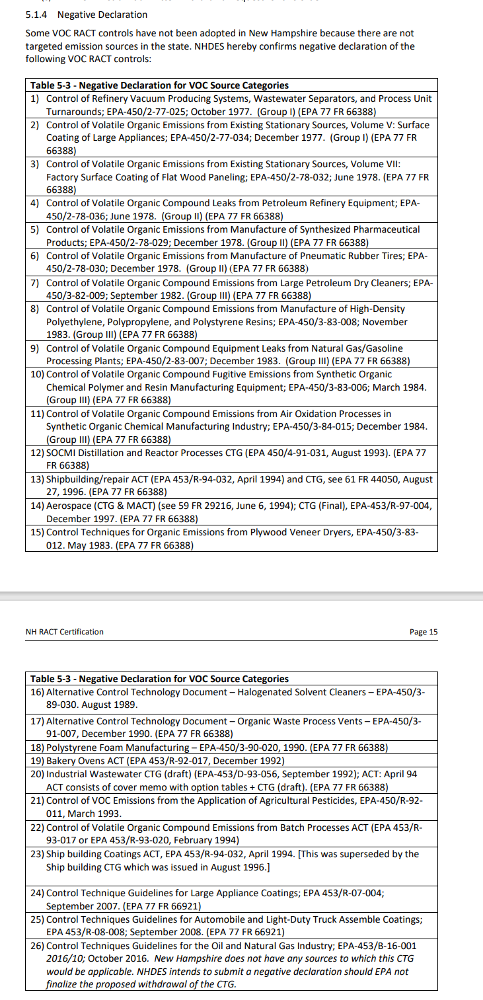 5.1.4 Negative Declaration
Some VOC RACT controls have not been adopted in New Hampshire because there are not
targeted emission sources in the state. NHDES hereby confirms negative declaration of the
following VOC RACT controls:
Table 5-3 - Negative Declaration for VOC Source Categories
1) Control of Refinery Vacuum Producing Systems, Wastewater Separators, and Process Unit
Turnarounds; EPA-450/2-77-025; October 1977. (Group I) (EPA 77 FR 66388)
2) Control of Volatile Organic Emissions from Existing Stationary Sources, Volume V: Surface
Coating of Large Appliances; EPA-450/2-77-034; December 1977. (Group I) (EPA 77 FR
66388)
3) Control of Volatile Organic Emissions from Existing Stationary Sources, Volume VII:
Factory Surface Coating of Flat Wood Paneling; EPA-450/2-78-032; June 1978. (EPA 77 FR
66388)
4) Control of Volatile Organic Compound Leaks from Petroleum Refinery Equipment; EPA-
450/2-78-036; June 1978. (Group II) (EPA 77 FR 66388)
5) Control of Volatile Organic Emissions from Manufacture of Synthesized Pharmaceutical
Products; EPA-450/2-78-029; December 1978. (Group II) (EPA 77 FR 66388)
6) Control of Volatile Organic Emissions from Manufacture of Pneumatic Rubber Tires; EPA-
450/2-78-030; December 1978. (Group II) (EPA 77 FR 66388)
7) Control of Volatile Organic Compound Emissions from Large Petroleum Dry Cleaners; EPA-
450/3-82-009; September 1982. (Group III) (EPA 77 FR 66388)
8) Control of Volatile Organic Compound Emissions from Manufacture of High-Density
Polyethylene, Polypropylene, and Polystyrene Resins; EPA-450/3-83-008; November
1983. (Group III) (EPA 77 FR 66388)
9) Control of Volatile Organic Compound Equipment Leaks from Natural Gas/Gasoline
Processing Plants; EPA-450/2-83-007; December 1983. (Group III) (EPA 77 FR 66388)
10) Control of Volatile Organic Compound Fugitive Emissions from Synthetic Organic
Chemical Polymer and Resin Manufacturing Equipment; EPA-450/3-83-006; March 1984.
(Group III) (EPA 77 FR 66388)
11) Control of Volatile Organic Compound Emissions from Air Oxidation Processes in
Synthetic Organic Chemical Manufacturing Industry; EPA-450/3-84-015; December 1984.
(Group III) (EPA 77 FR 66388)
12) SOCMI Distillation and Reactor Processes CTG (EPA 450/4-91-031, August 1993). (EPA 77
FR 66388)
13) Shipbuilding/repair ACT (EPA 453/R-94-032, April 1994) and CTG, see 61 FR 44050, August
27, 1996. (EPA 77 FR 66388)
14) Aerospace (CTG & MACT) (see 59 FR 29216, June 6, 1994); CTG (Final), EPA-453/R-97-004,
December 1997. (EPA 77 FR 66388)
15) Control Techniques for Organic Emissions from Plywood Veneer Dryers, EPA-450/3-83-
012. May 1983. (EPA 77 FR 66388)
NH RACT Certification Page 15
Table 5-3 - Negative Declaration for VOC Source Categories
16) Alternative Control Technology Document – Halogenated Solvent Cleaners – EPA-450/3-
89-030. August 1989.
17) Alternative Control Technology Document – Organic Waste Process Vents – EPA-450/3-
91-007, December 1990. (EPA 77 FR 66388)
18) Polystyrene Foam Manufacturing – EPA-450/3-90-020, 1990. (EPA 77 FR 66388)
19) Bakery Ovens ACT (EPA 453/R-92-017, December 1992)
20) Industrial Wastewater CTG (draft) (EPA-453/D-93-056, September 1992); ACT: April 94
ACT consists of cover memo with option tables + CTG (draft). (EPA 77 FR 66388)
21) Control of VOC Emissions from the Application of Agricultural Pesticides, EPA-450/R-92-
011, March 1993.
22) Control of Volatile Organic Compound Emissions from Batch Processes ACT (EPA 453/R-
93-017 or EPA 453/R-93-020, February 1994)
23) Ship building Coatings ACT, EPA 453/R-94-032, April 1994. [This was superseded by the
Ship building CTG which was issued in August 1996.]
24) Control Technique Guidelines for Large Appliance Coatings; EPA 453/R-07-004;
September 2007. (EPA 77 FR 66921)
25) Control Techniques Guidelines for Automobile and Light-Duty Truck Assemble Coatings;
EPA 453/R-08-008; September 2008. (EPA 77 FR 66921)
26) Control Techniques Guidelines for the Oil and Natural Gas Industry; EPA-453/B-16-001
2016/10; October 2016. New Hampshire does not have any sources to which this CTG
would be applicable. NHDES intends to submit a negative declaration should EPA not
finalize the proposed withdrawal of the CTG.